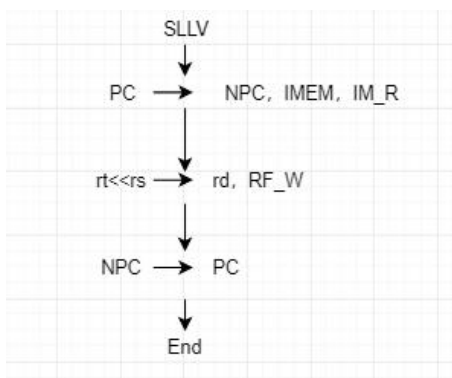 SLLV
PC NPC, IMEM, IM_R
rt<<rs rd, RF_W
NPC PC
End